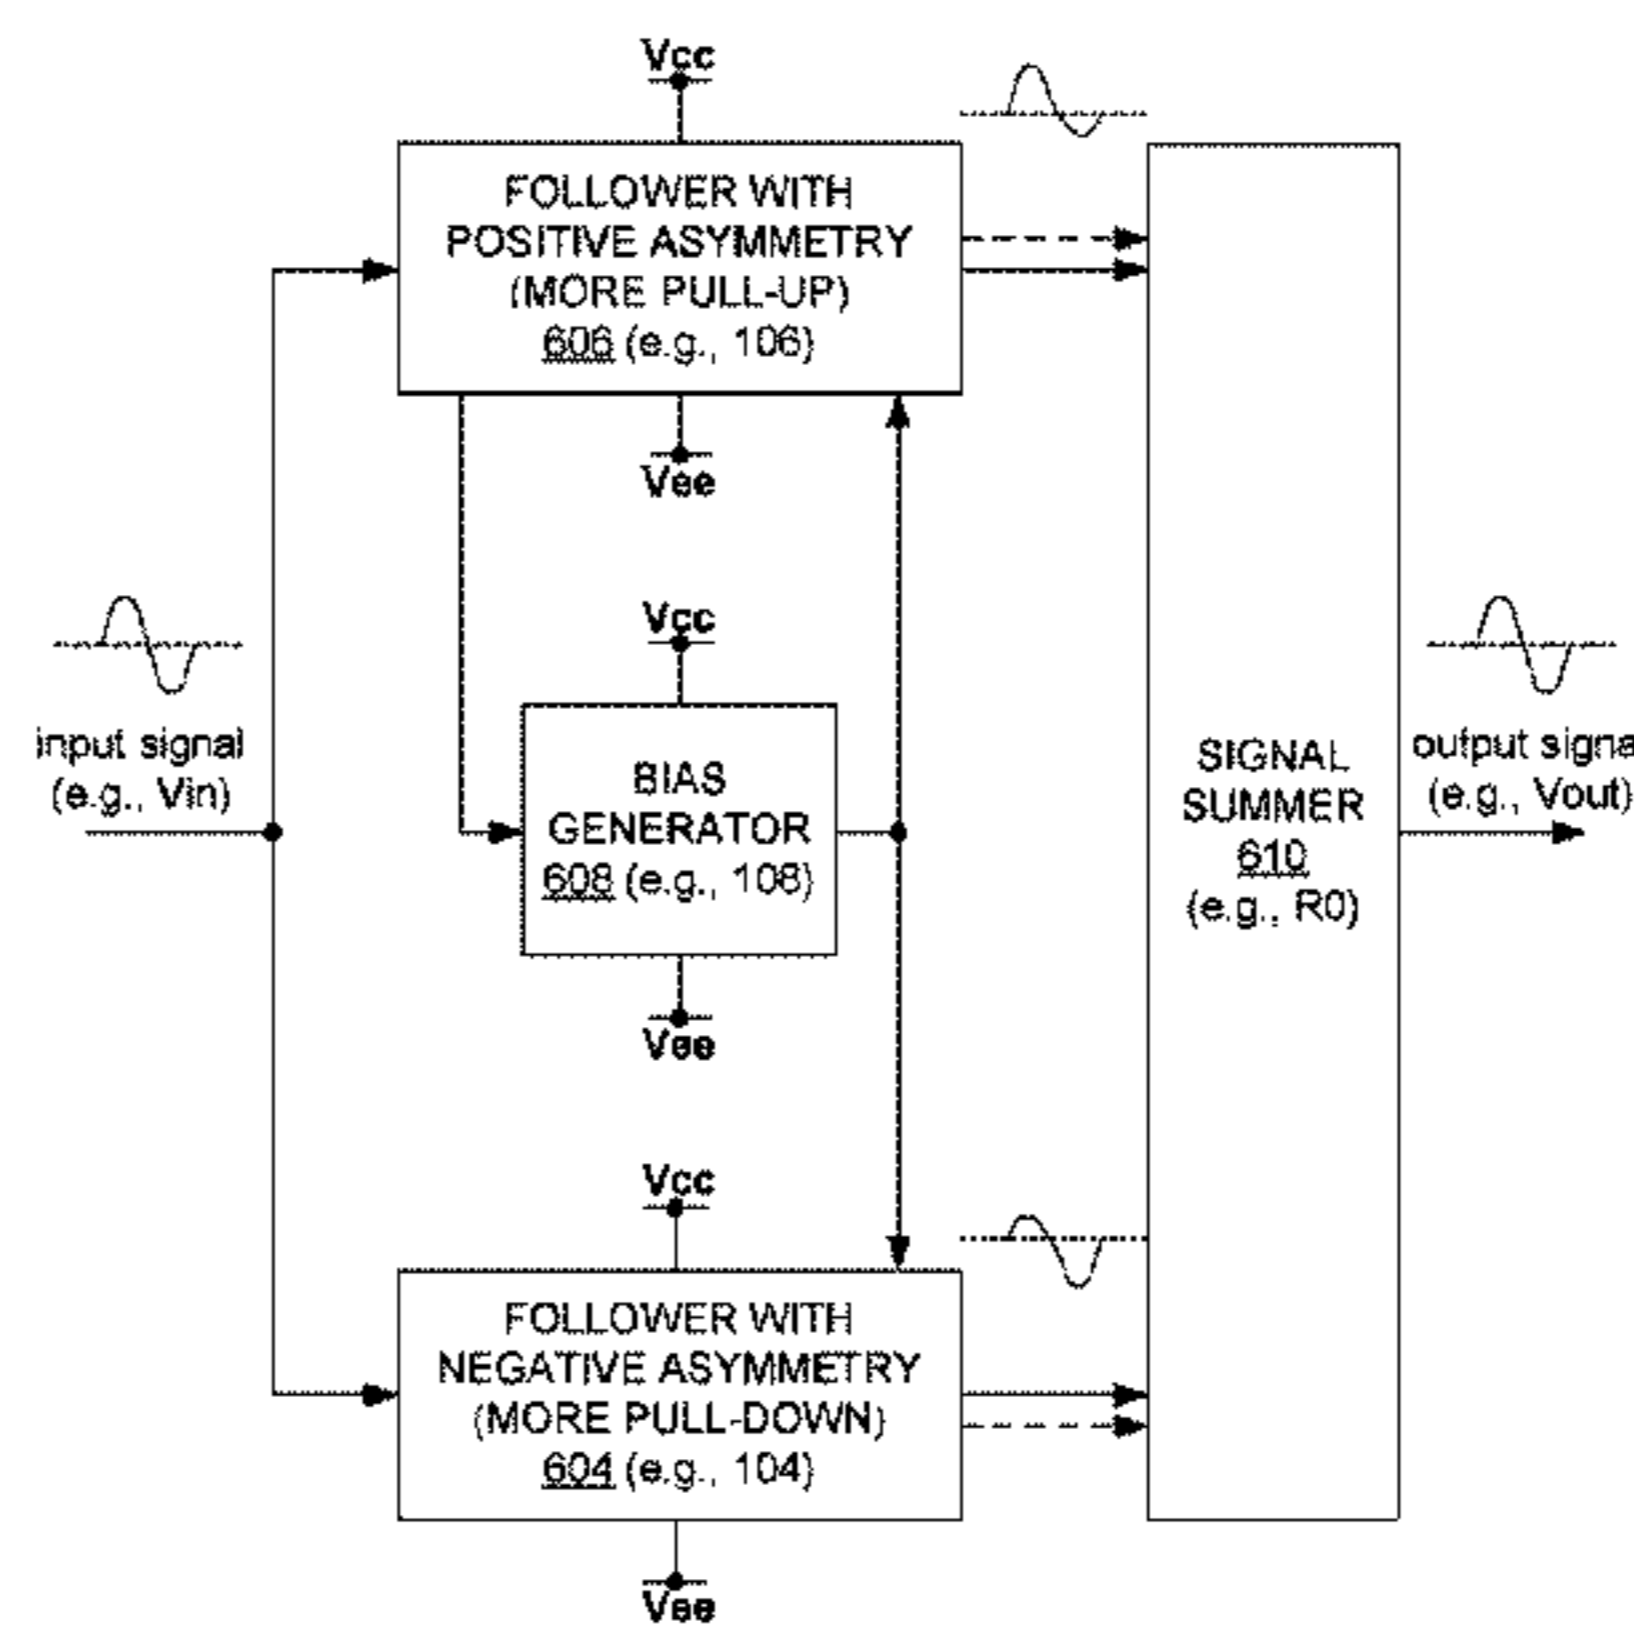 Vcc
FOLLOWER WITH
POSITIVE ASYMMETRY
(MORE PULL-UP)
606 (e.g., 106)
Vee
Vcc
input signal
(e.g., Vin)
BIAS
GENERATOR
608 (e.g., 108)
Vee
SIGNAL
SUMMER
610
(e.g., R0)
output signa
(e.g., Vout)
Vcc
FOLLOWER WITH
NEGATIVE ASYMMETRY
(MORE PULL-DOWN)
604 (e.g., 104)
Vee